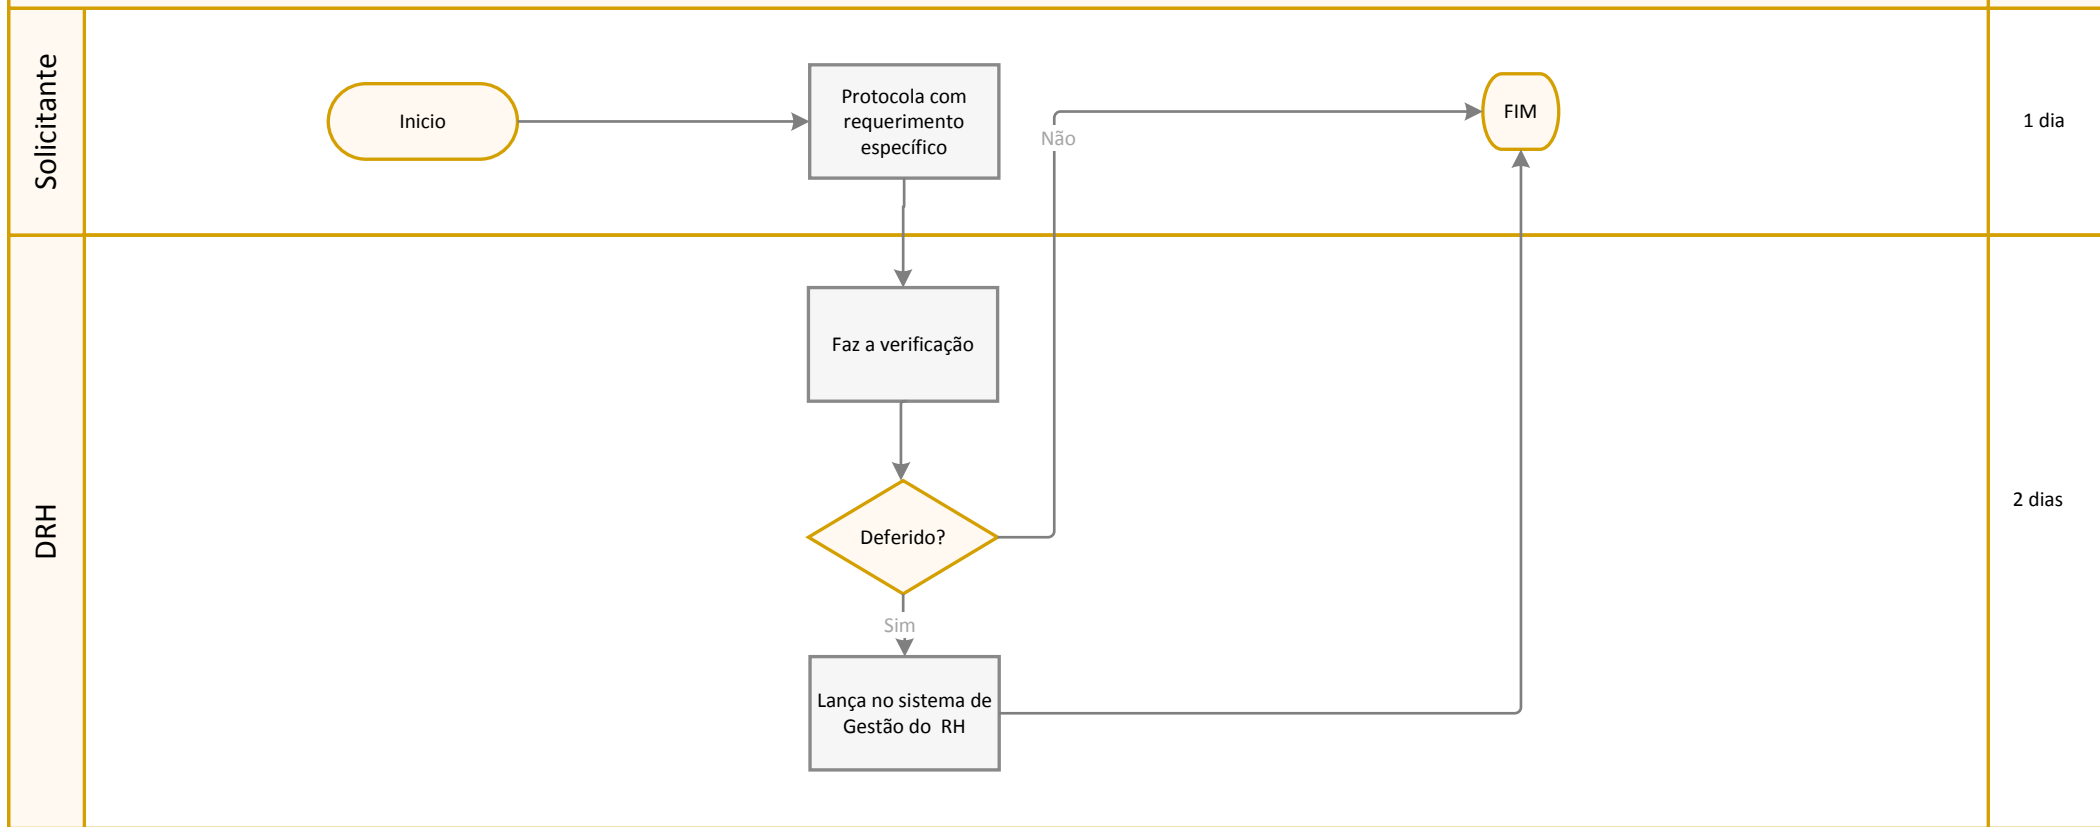 Solicitante
Inicio
Protocola com
requerimento
específico
Não
FIM
1 dia
DRH
Faz a verificação
Deferido?
Sim
Lança no sistema de
Gestão do  RH
2 dias